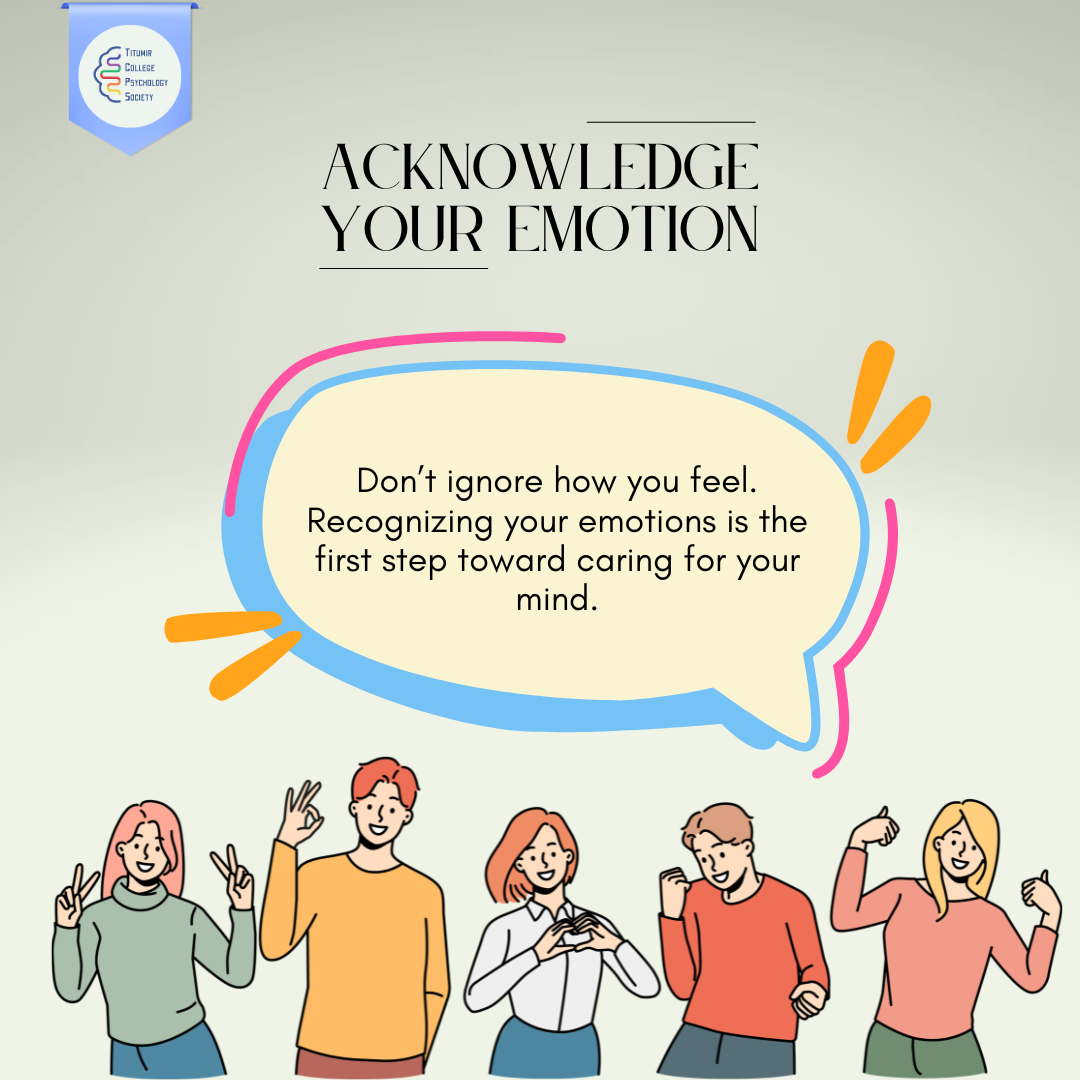 TITUMIR
COLLEGE
PSYCHOLOGY
SOCIETY
ACKNOWLEDGE
YOUR EMOTION
Don't ignore how you feel.
Recognizing your emotions is the
first step toward caring for your
mind.